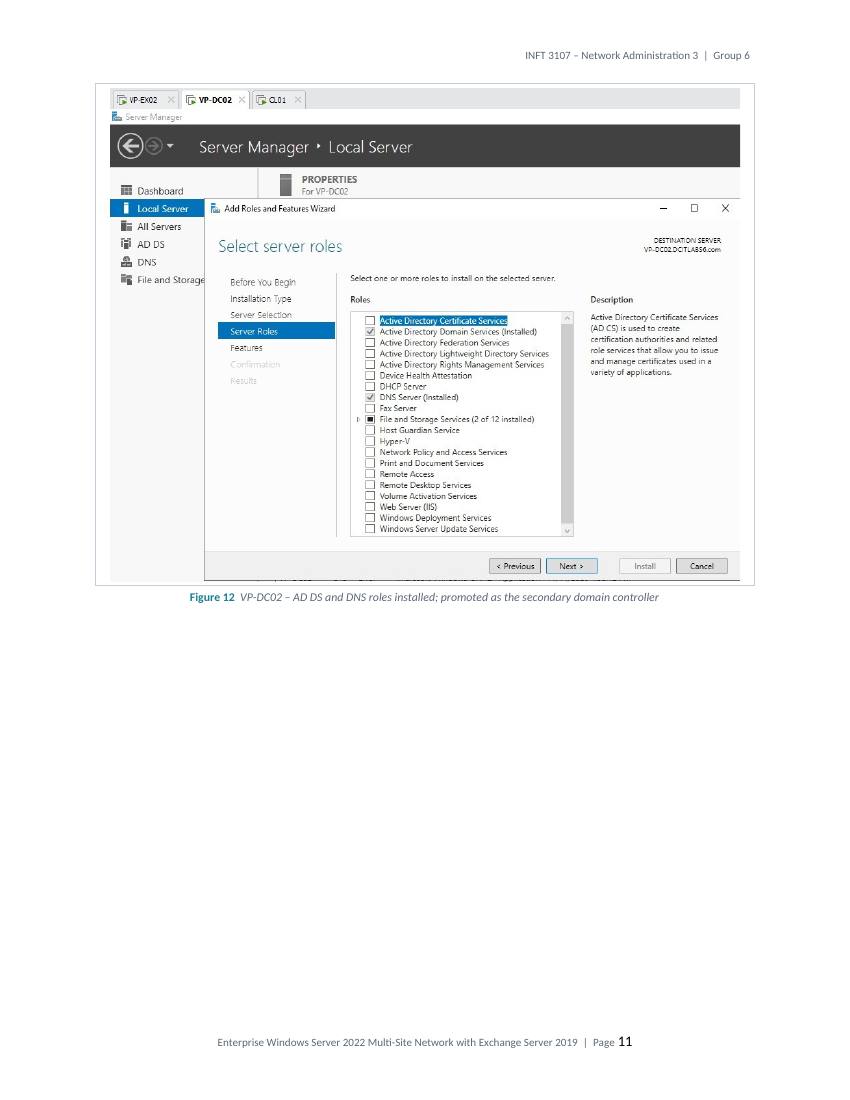 INFT 3107 – Network Administration 3 | Group 6
VP-EX02
VP-DC02
CL01
Server Manager
Server Manager • Local Server
Dashboard
Local Server
All Servers
AD DS
DNS
File and Storage
PROPERTIES
For VP-DC02
Add Roles and Features Wizard
Select server roles
DESTINATION SERVER
VP-DC02.DCITLABS6.com
Before You Begin
Installation Type
Server Selection
Server Roles
Features
Confirmation
Results
Select one or more roles to install on the selected server.
Roles
Active Directory Certificate Services
Active Directory Domain Services (Installed)
Active Directory Federation Services
Active Directory Lightweight Directory Services
Active Directory Rights Management Services
Device Health Attestation
DHCP Server
DNS Server (Installed)
Fax Server
File and Storage Services (2 of 12 installed)
Host Guardian Service
Hyper-V
Network Policy and Access Services
Print and Document Services
Remote Access
Remote Desktop Services
Volume Activation Services
Web Server (IIS)
Windows Deployment Services
Windows Server Update Services
Description
Active Directory Certificate Services
(AD CS) is used to create
certification authorities and related
role services that allow you to issue
and manage certificates used in a
variety of applications.
< Previous
Next >
Install
Cancel
Figure 12 VP-DC02 – AD DS and DNS roles installed; promoted as the secondary domain controller
Enterprise Windows Server 2022 Multi-Site Network with Exchange Server 2019 | Page 11